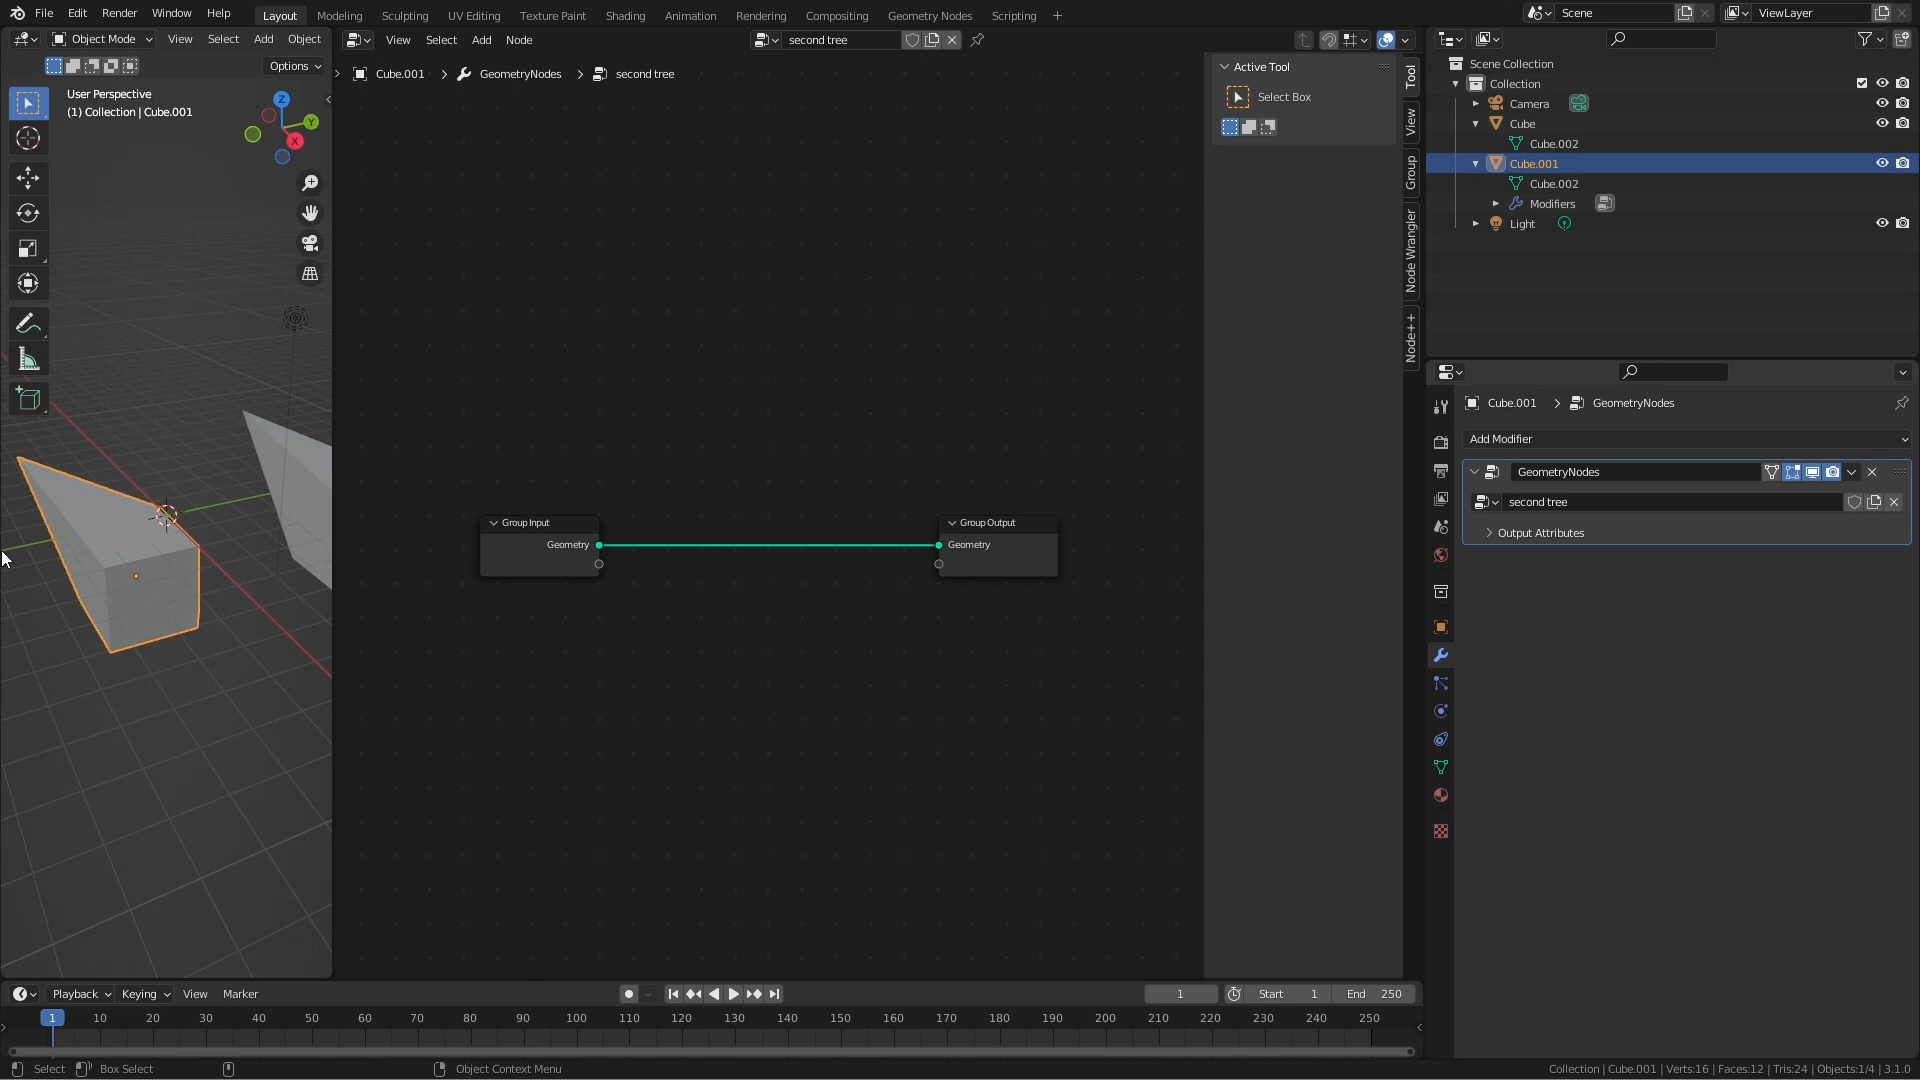 File Edit Render Window Help Layout Modeling Sculpting UV Editing Texture Paint Shading Animation Rendering Compositing Geometry Nodes Scripting + Scene ViewLayer
Object Mode View Select Add Object
Options
User Perspective
(1) Collection | Cube.001
Z
Y
X
View Select Add Node second tree
Cube.001 > GeometryNodes > second tree
Active Tool
Select Box
Tool
View
Group
Node Wrangler
Node++
Group Input
Geometry
Group Output
Geometry
Scene Collection
Collection
Camera
Cube
Cube.002
Cube.001
Cube.002
Modifiers
Light
Cube.001 > GeometryNodes
Add Modifier
GeometryNodes
second tree
Output Attributes
Playback Keying View Marker 1 Start 1 End 250
1 10 20 30 40 50 60 70 80 90 100 110 120 130 140 150 160 170 180 190 200 210 220 230 240 250
Select Box Select Object Context Menu Collection | Cube.001 | Verts:16 | Faces:12 | Tris:24 | Objects:1/4 | 3.1.0